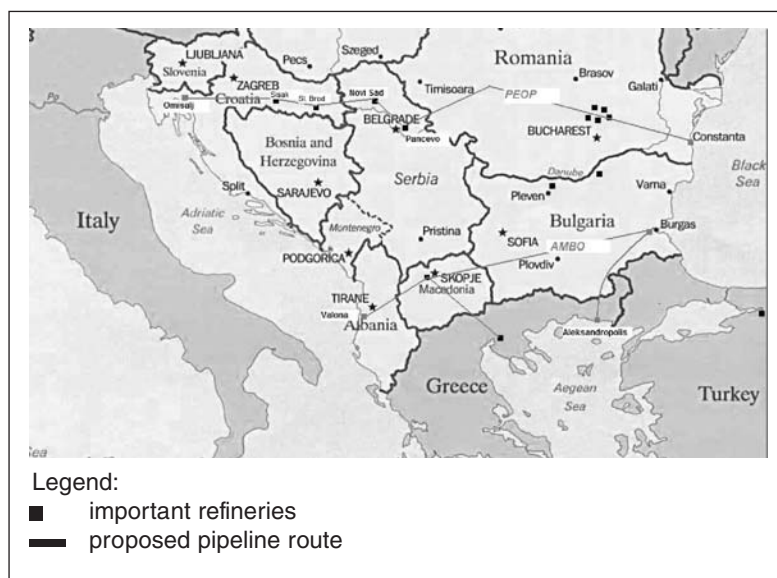 LJUBLJANA
Slovenia
Pecs
Szeged
Romania
ZAGREB
Timisoara
Brasov
Galati
Po
Omisalj
Croatia
Sisak
Sl. Brod
Novi Sad
PEOP
BELGRADE
Pancevo
BUCHAREST
Constanta
Bosnia and
Herzegovina
Serbia
Danube
Black
Sea
SARAJEVO
Split
Pleven
Varna
Italy
Adriatic
Sea
Montenegro
Pristina
Bulgaria
Burgas
SOFIA
AMBO
PODGORICA
Plovdiv
SKOPJE
Macedonia
TIRANE
Valona
Albania
Aleksandropolis
Greece
Aegean
Sea
Turkey
Sea
Legend:
important refineries
proposed pipeline route